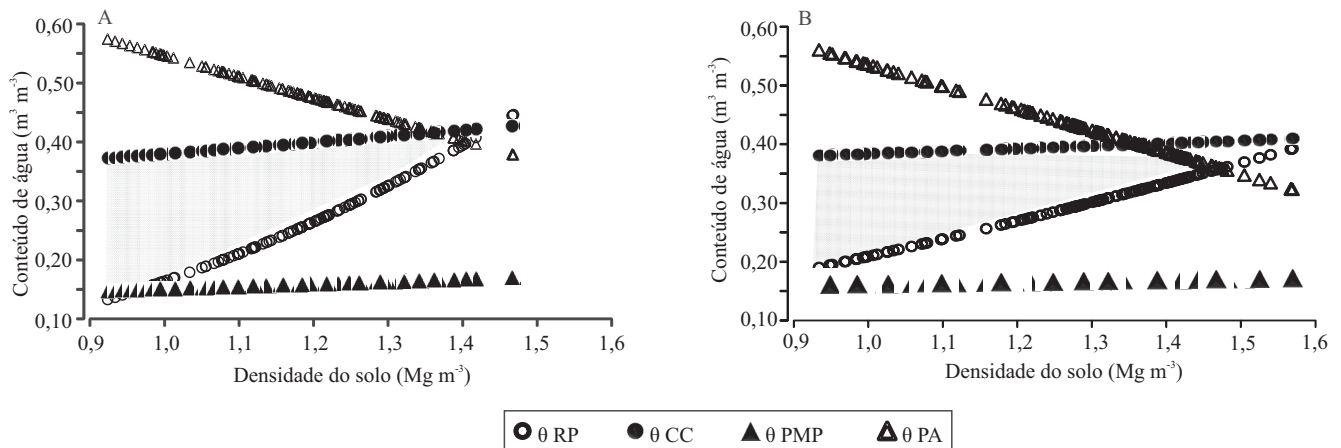 A
Conteúdo de água (m³ m⁻³)
0,60
0,50
0,40
0,30
0,20
0,10
0,9 1,0 1,1 1,2 1,3 1,4 1,5 1,6
Densidade do solo (Mg m⁻³)
B
Conteúdo de água (m³ m⁻³)
0,60
0,50
0,40
0,30
0,20
0,10
0,9 1,0 1,1 1,2 1,3 1,4 1,5 1,6
Densidade do solo (Mg m⁻³)
θ RP θ CC θ PMP θ PA